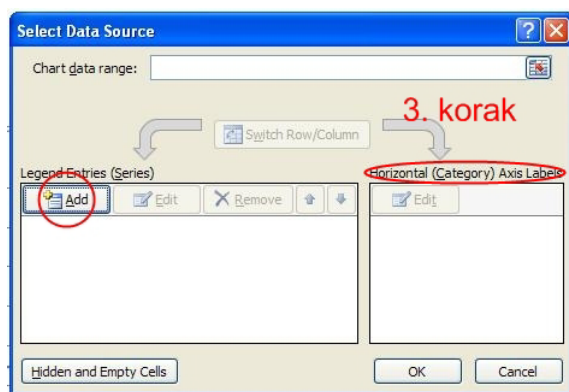 Select Data Source
Chart data range:
3. korak
Switch Row/Column
Legend Entries (Series)
Horizontal (Category) Axis Labels
Add Edit Remove
Edit
Hidden and Empty Cells
OK Cancel